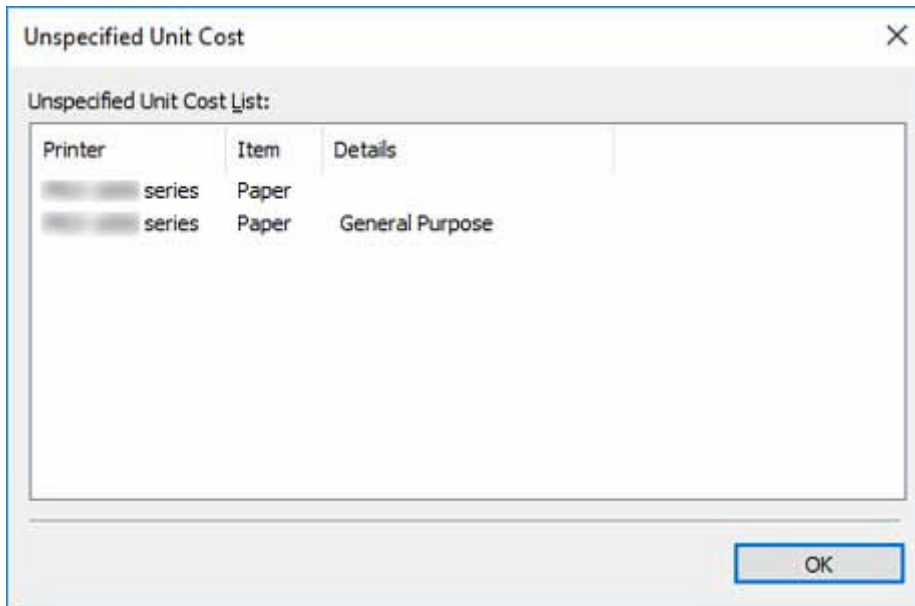 Unspecified Unit Cost
Unspecified Unit Cost List:
Printer Item Details
series Paper
series Paper General Purpose
OK